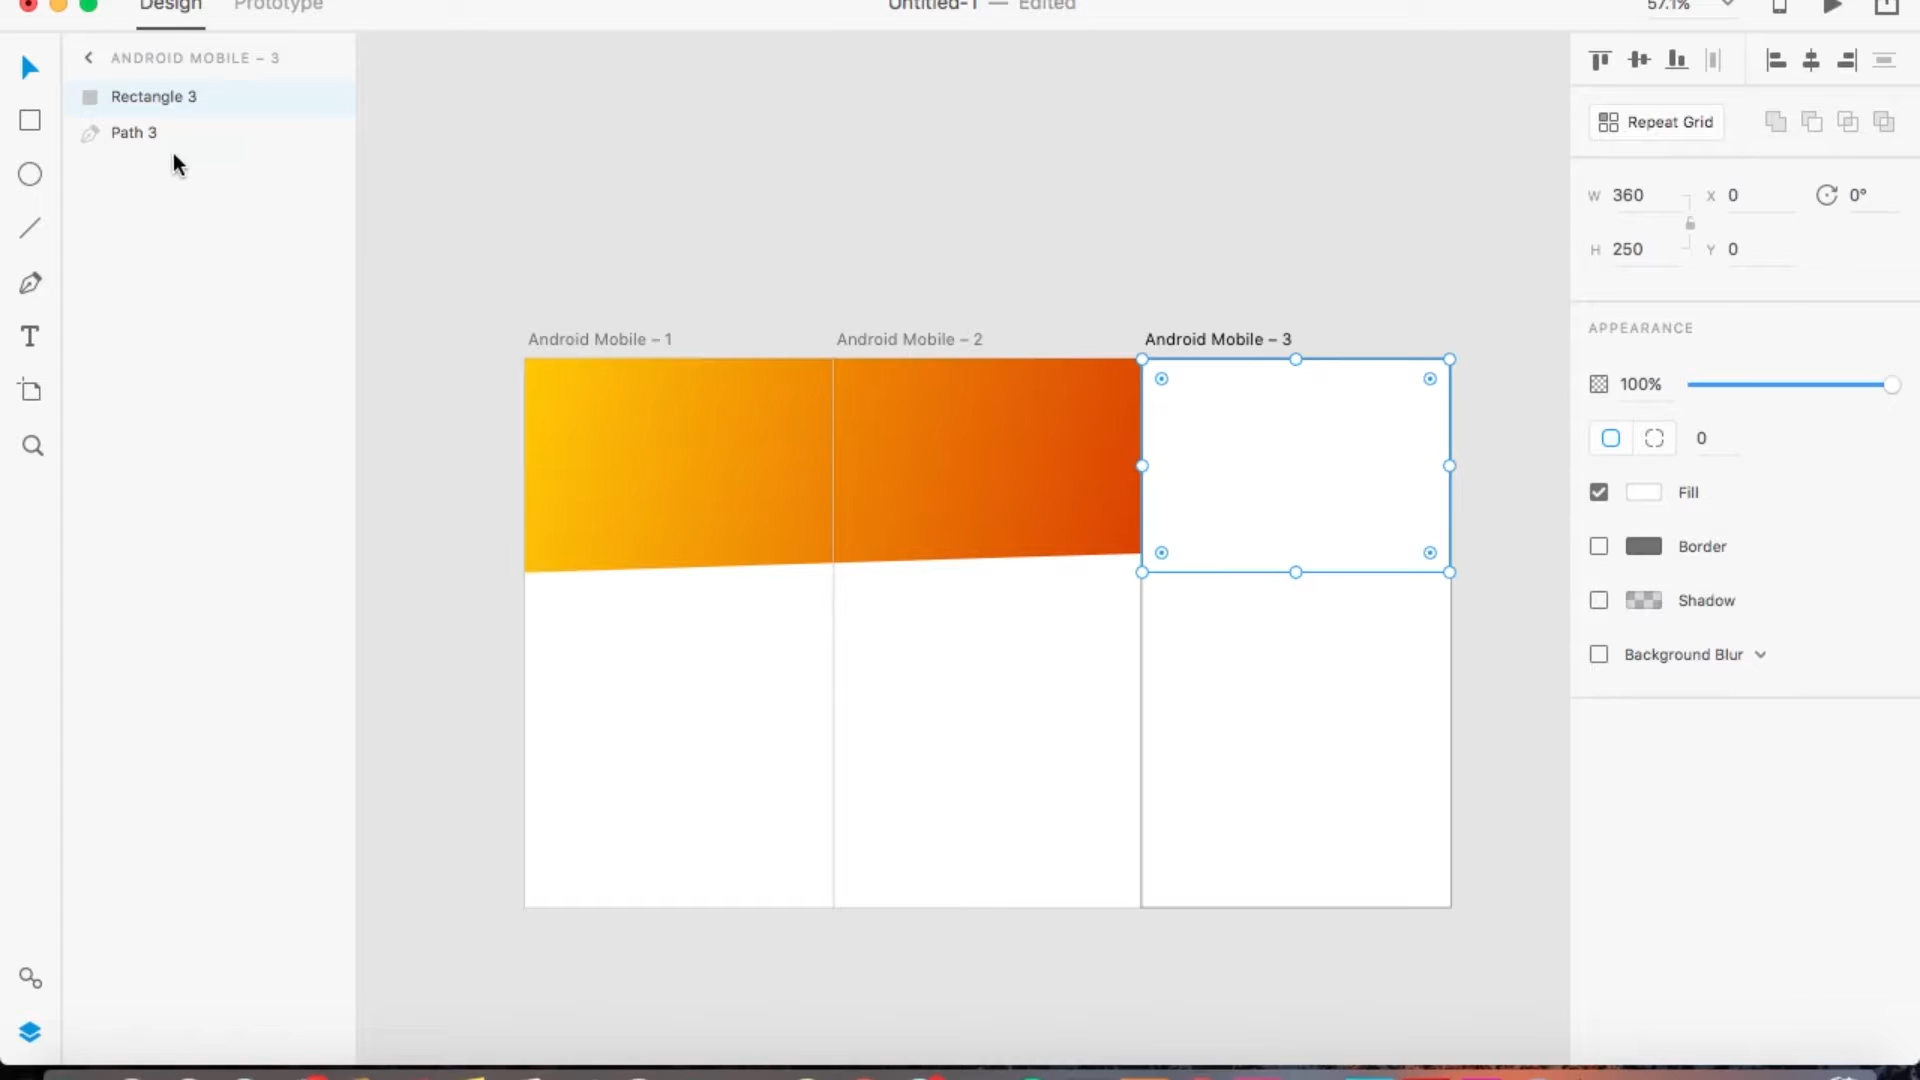 Design Prototype Untitled-1 — Edited 57.1%
ANDROID MOBILE – 3
Rectangle 3
Path 3
T
Android Mobile – 1 Android Mobile – 2 Android Mobile – 3
Repeat Grid
W 360 X 0 0°
H 250 Y 0
APPEARANCE
100%
0
Fill
Border
Shadow
Background Blur